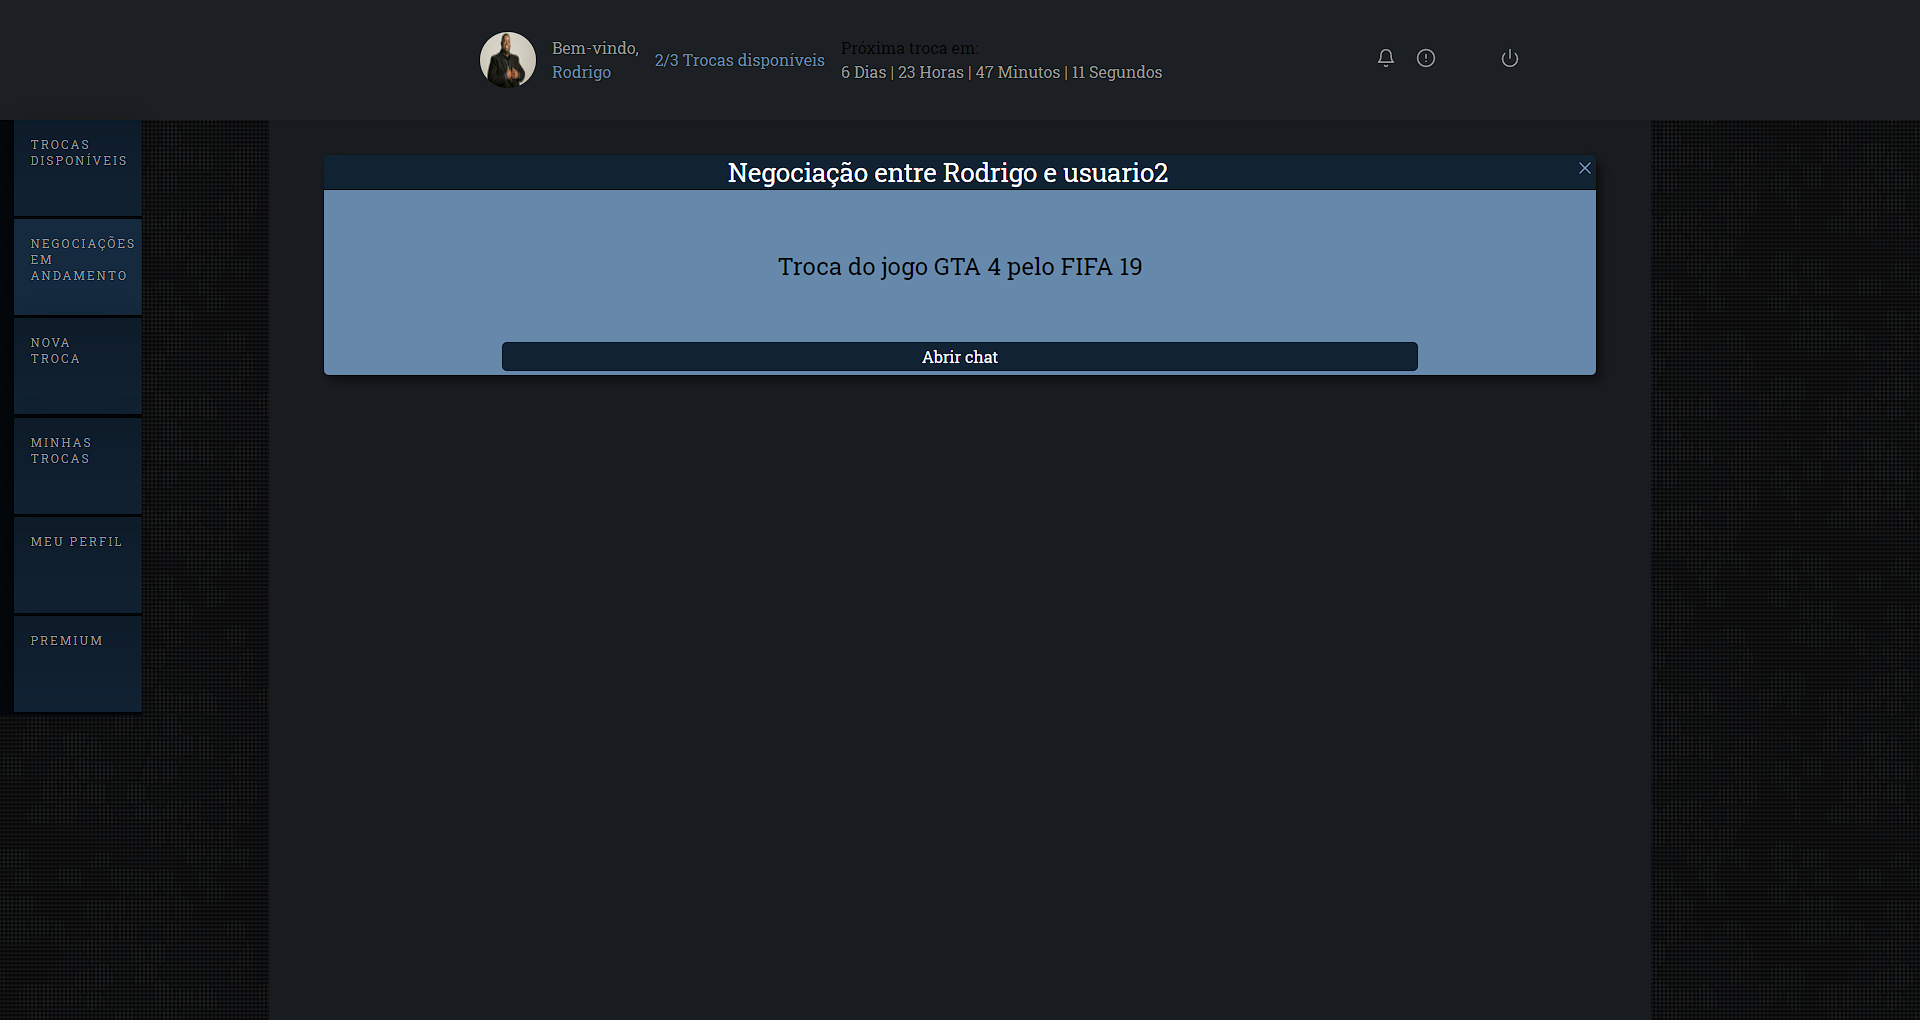 Bem-vindo,
Rodrigo
2/3 Trocas disponíveis
Próxima troca em:
6 Dias | 23 Horas | 47 Minutos | 11 Segundos
TROCAS
DISPONÍVEIS
NEGOCIAÇÕES
EM
ANDAMENTO
NOVA
TROCA
MINHAS
TROCAS
MEU PERFIL
PREMIUM
Negociação entre Rodrigo e usuario2
Troca do jogo GTA 4 pelo FIFA 19
Abrir chat